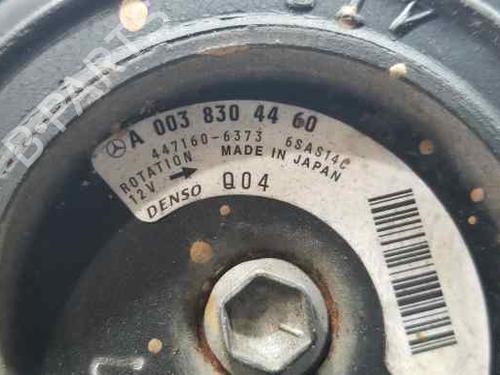 A 003 830 44 60
447160-6373 6SAS14C
ROTATION MADE IN JAPAN
12V
DENSO Q04
B-PARTS